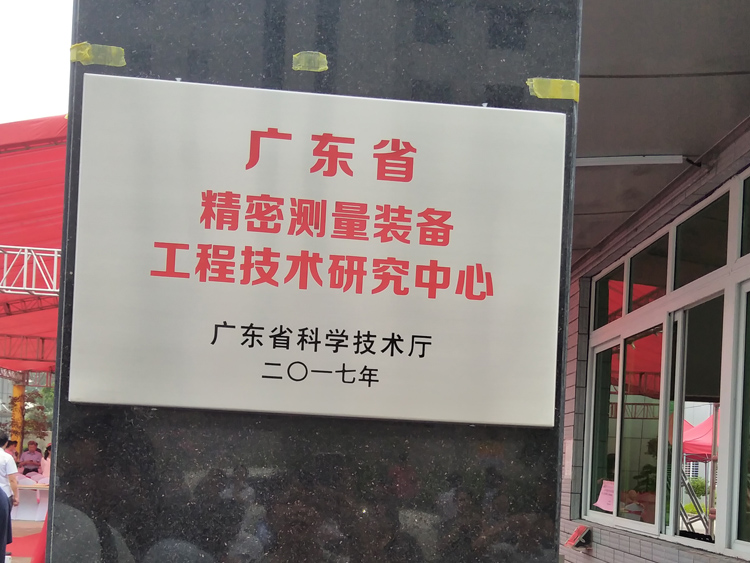 广东省
精密测量装备
工程技术研究中心
广东省科学技术厅
二〇一七年